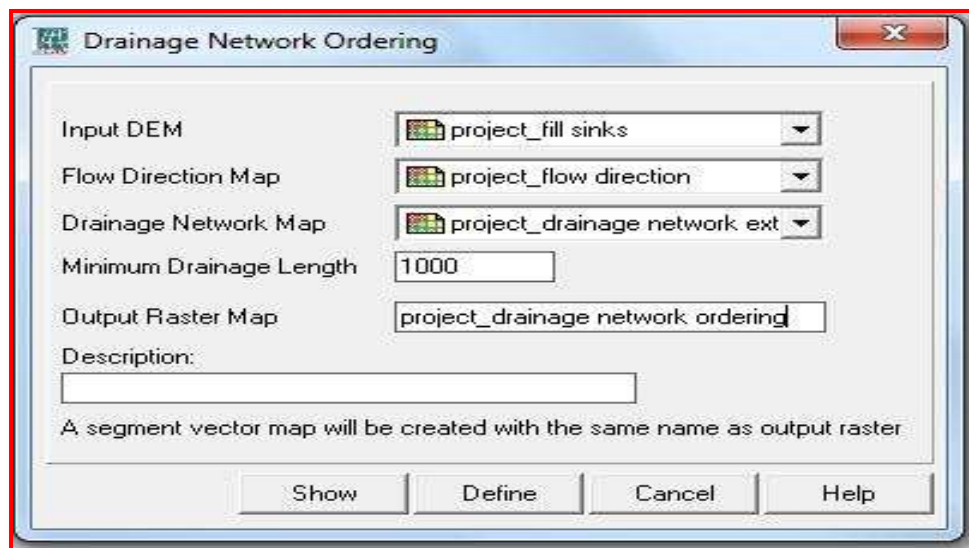 Drainage Network Ordering
Input DEM project_fill sinks
Flow Direction Map project_flow direction
Drainage Network Map project_drainage network ext
Minimum Drainage Length 1000
Output Raster Map project_drainage network ordering
Description:
A segment vector map will be created with the same name as output raster
Show Define Cancel Help